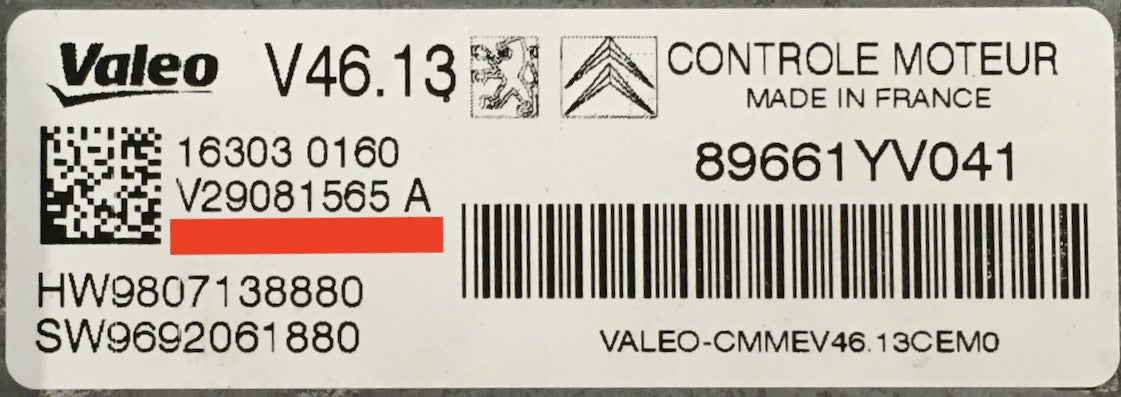 Valeo V46.13 CONTROLE MOTEUR
MADE IN FRANCE
16303 0160
V29081565 A
89661YV041
HW9807138880
SW9692061880
VALEO-CMMEV46.13CEM0